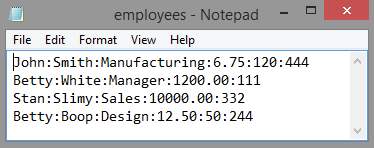 employees - Notepad
File Edit Format View Help
John:Smith:Manufacturing:6.75:120:444
Betty:White:Manager:1200.00:111
Stan:Slimy:Sales:10000.00:332
Betty:Boop:Design:12.50:50:244